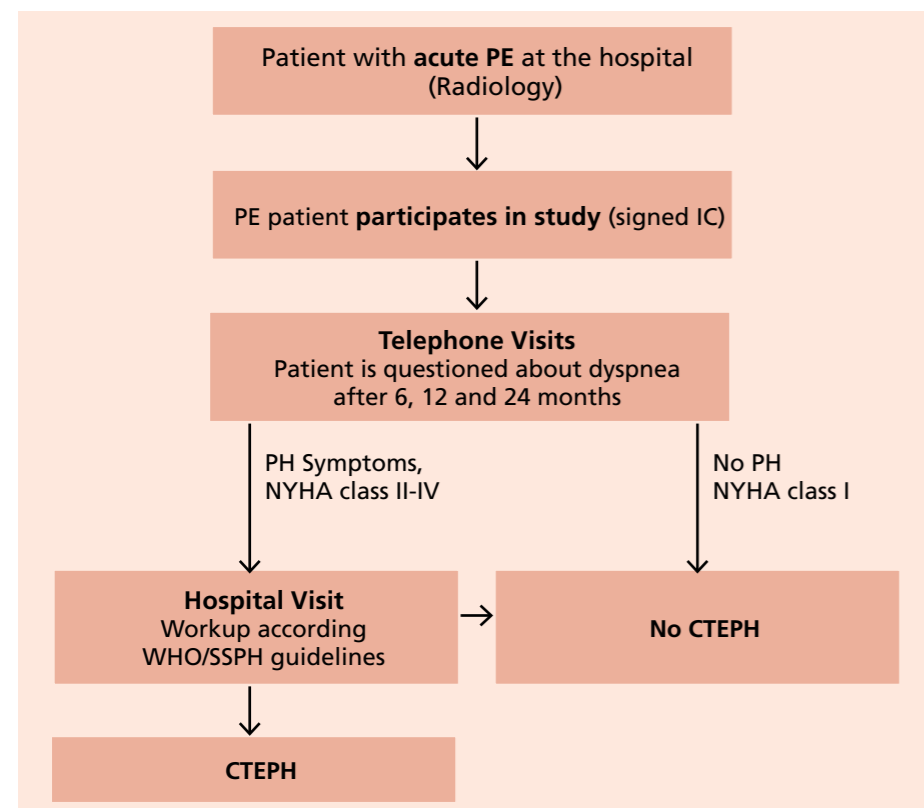 Patient with acute PE at the hospital
(Radiology)
PE patient participates in study (signed IC)
Telephone Visits
Patient is questioned about dyspnea
after 6, 12 and 24 months
PH Symptoms,
NYHA class II-IV
No PH
NYHA class I
Hospital Visit
Workup according
WHO/SSPH guidelines
No CTEPH
CTEPH